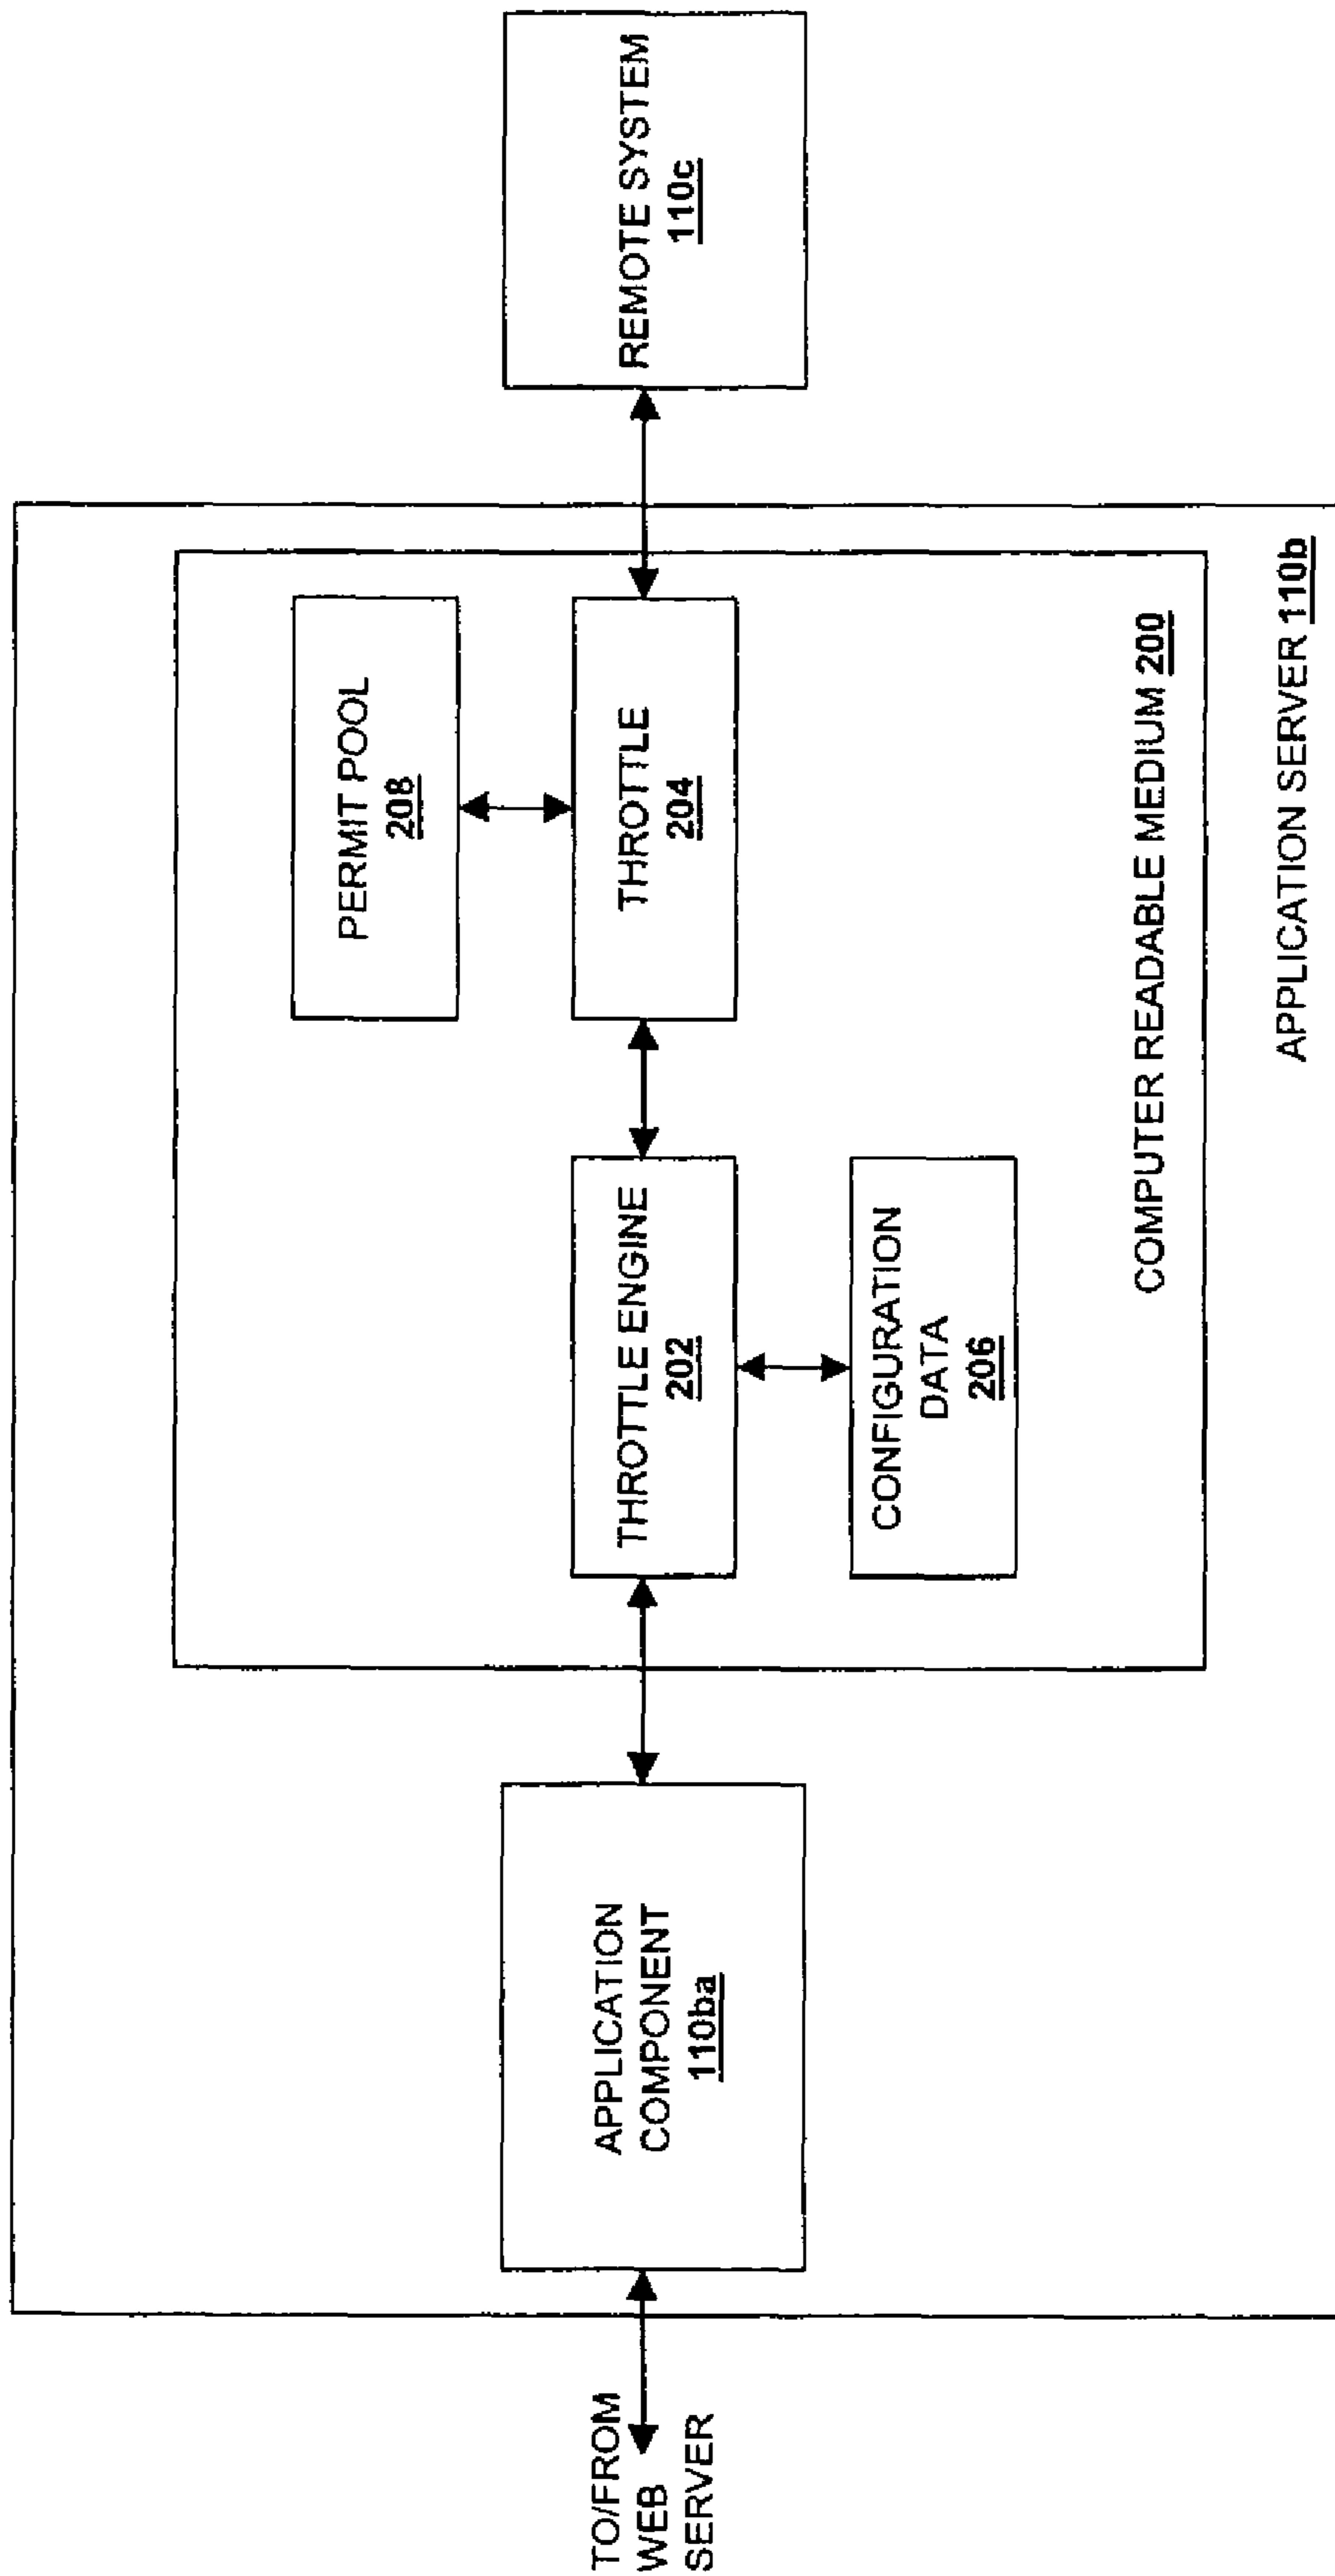 TO/FROM
WEB
SERVER
APPLICATION
COMPONENT
110ba
THROTTLE ENGINE
202
CONFIGURATION
DATA
206
PERMIT POOL
208
THROTTLE
204
COMPUTER READABLE MEDIUM 200
APPLICATION SERVER 110b
REMOTE SYSTEM
110c